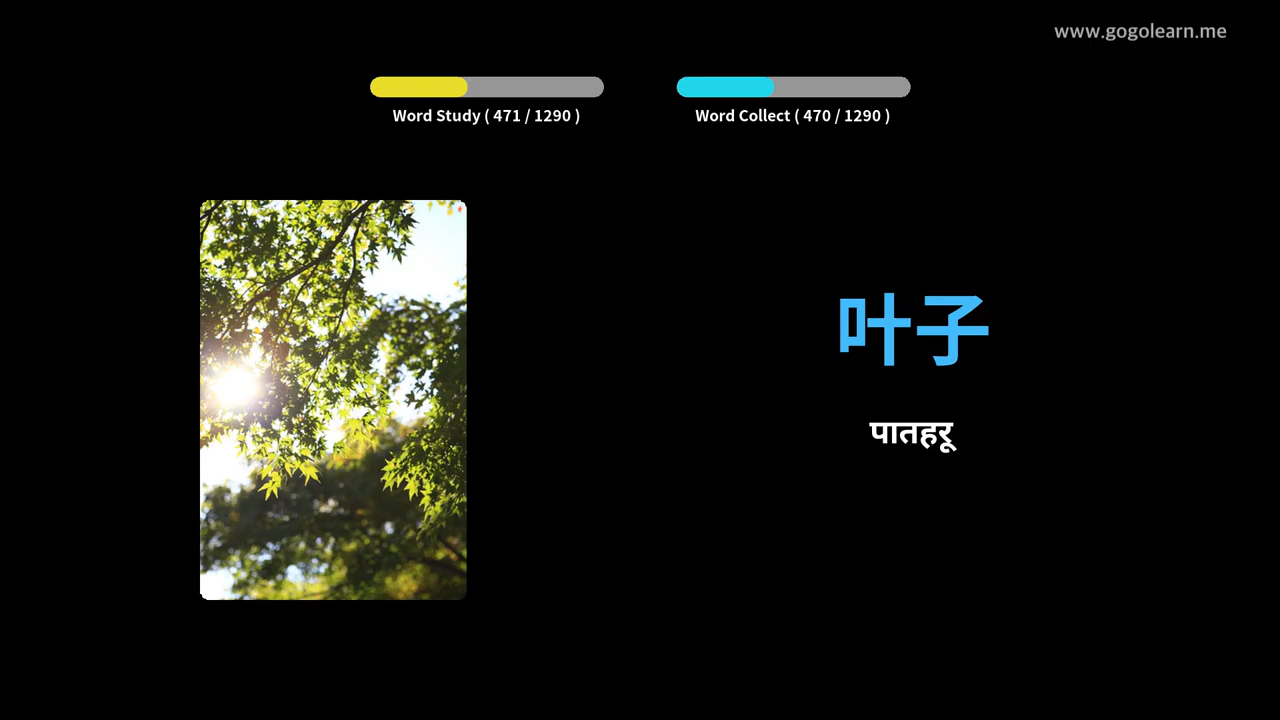 www.gogolearn.me
Word Study ( 471 / 1290 )
Word Collect ( 470 / 1290 )
叶子
पातहरू